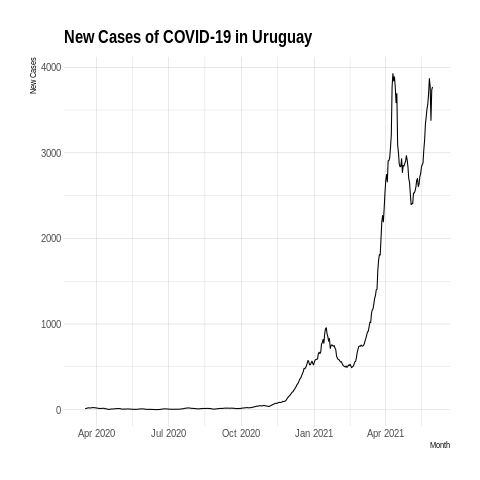 New Cases of COVID-19 in Uruguay
New Cases
4000
3000
2000
1000
0
Apr 2020 Jul 2020 Oct 2020 Jan 2021 Apr 2021
Month